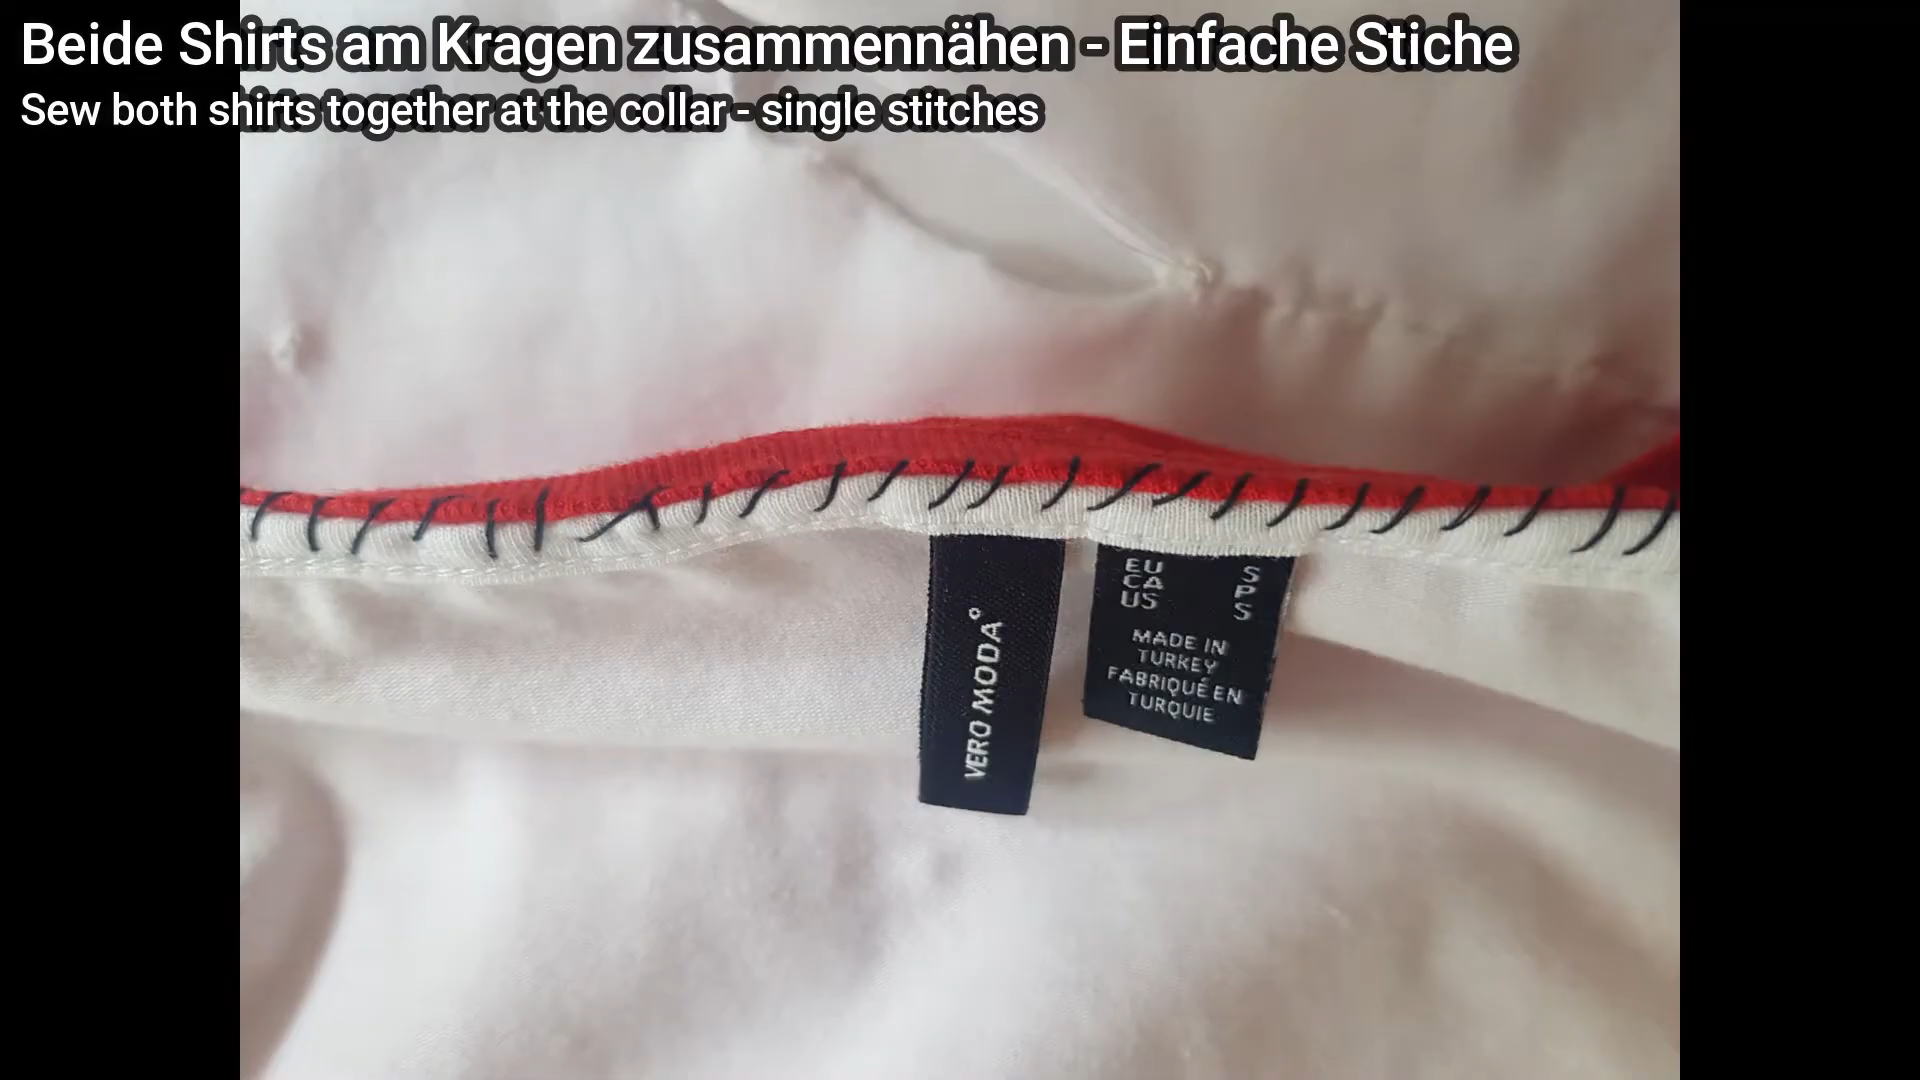 Beide Shirts am Kragen zusammennähen - Einfache Stiche
Sew both shirts together at the collar - single stitches
VERO MODA°
EU S
CA P
US S
MADE IN
TURKEY
FABRIQUÉ EN
TURQUIE